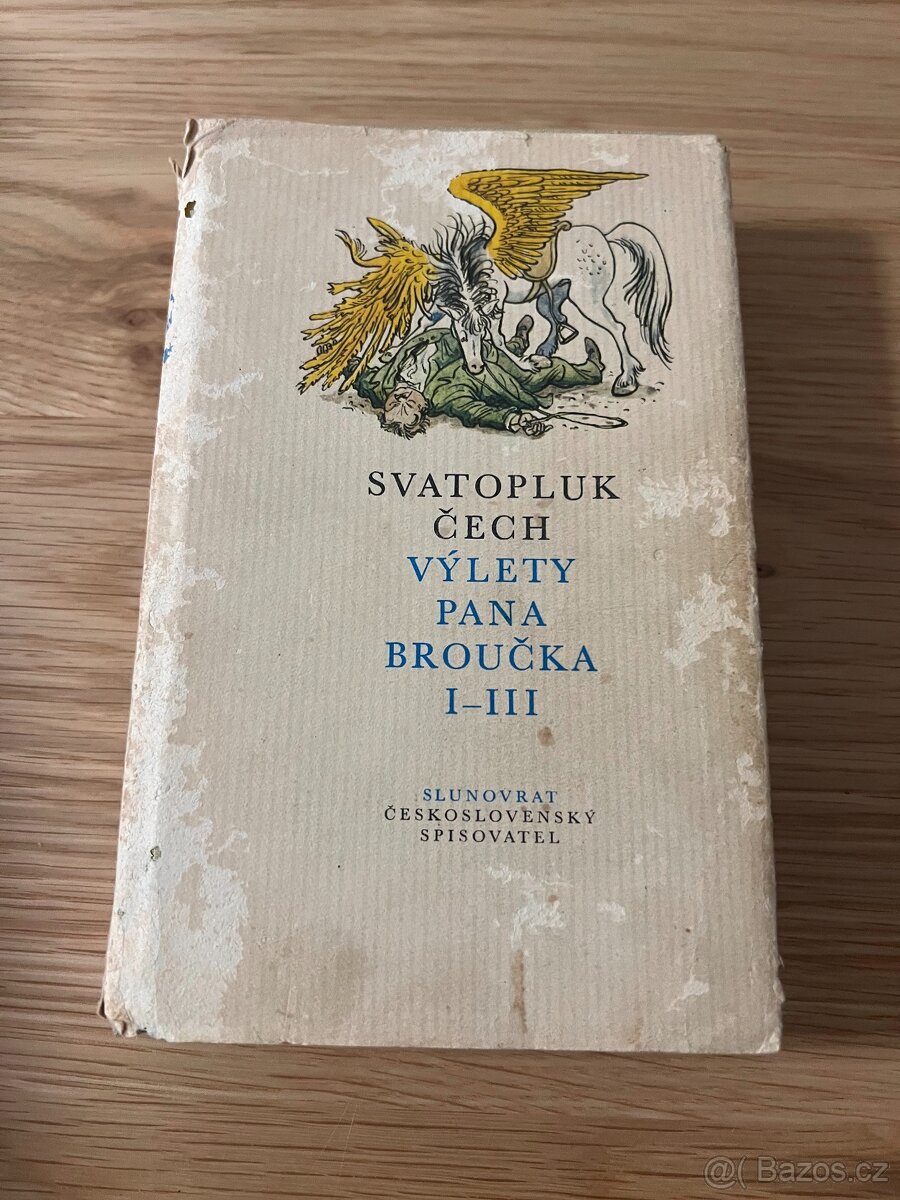 SVATOPLUK
ČECH
VÝLETY
PANA
BROUČKA
I–III
SLUNOVRAT
ČESKOSLOVENSKÝ
SPISOVATEL
@( Bazos.cz